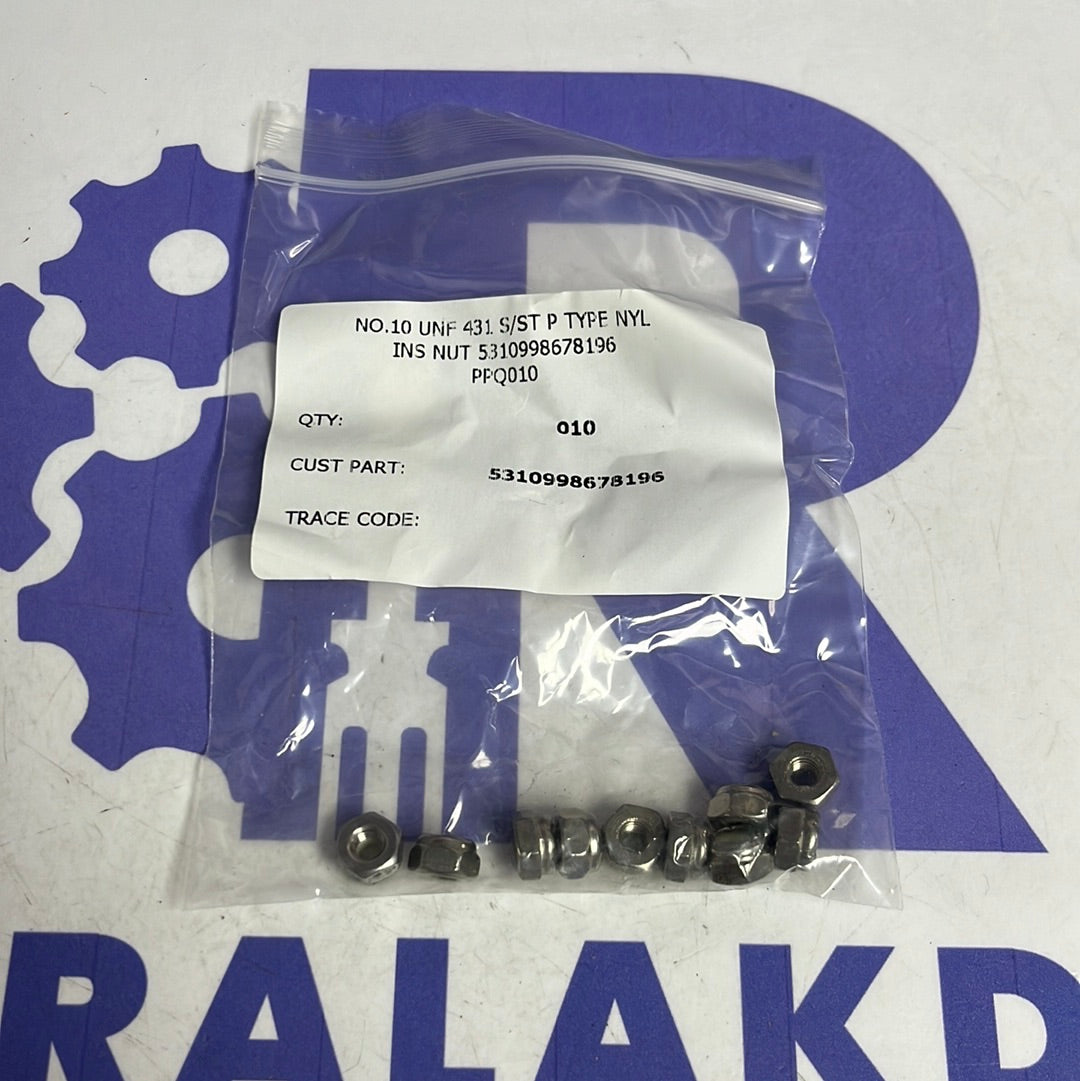 NO.10 UNF 431 S/ST P TYPE NYL
INS NUT 5310998678196
PPQ010
QTY: 010
CUST PART: 5310998678196
TRACE CODE:
RALAKD